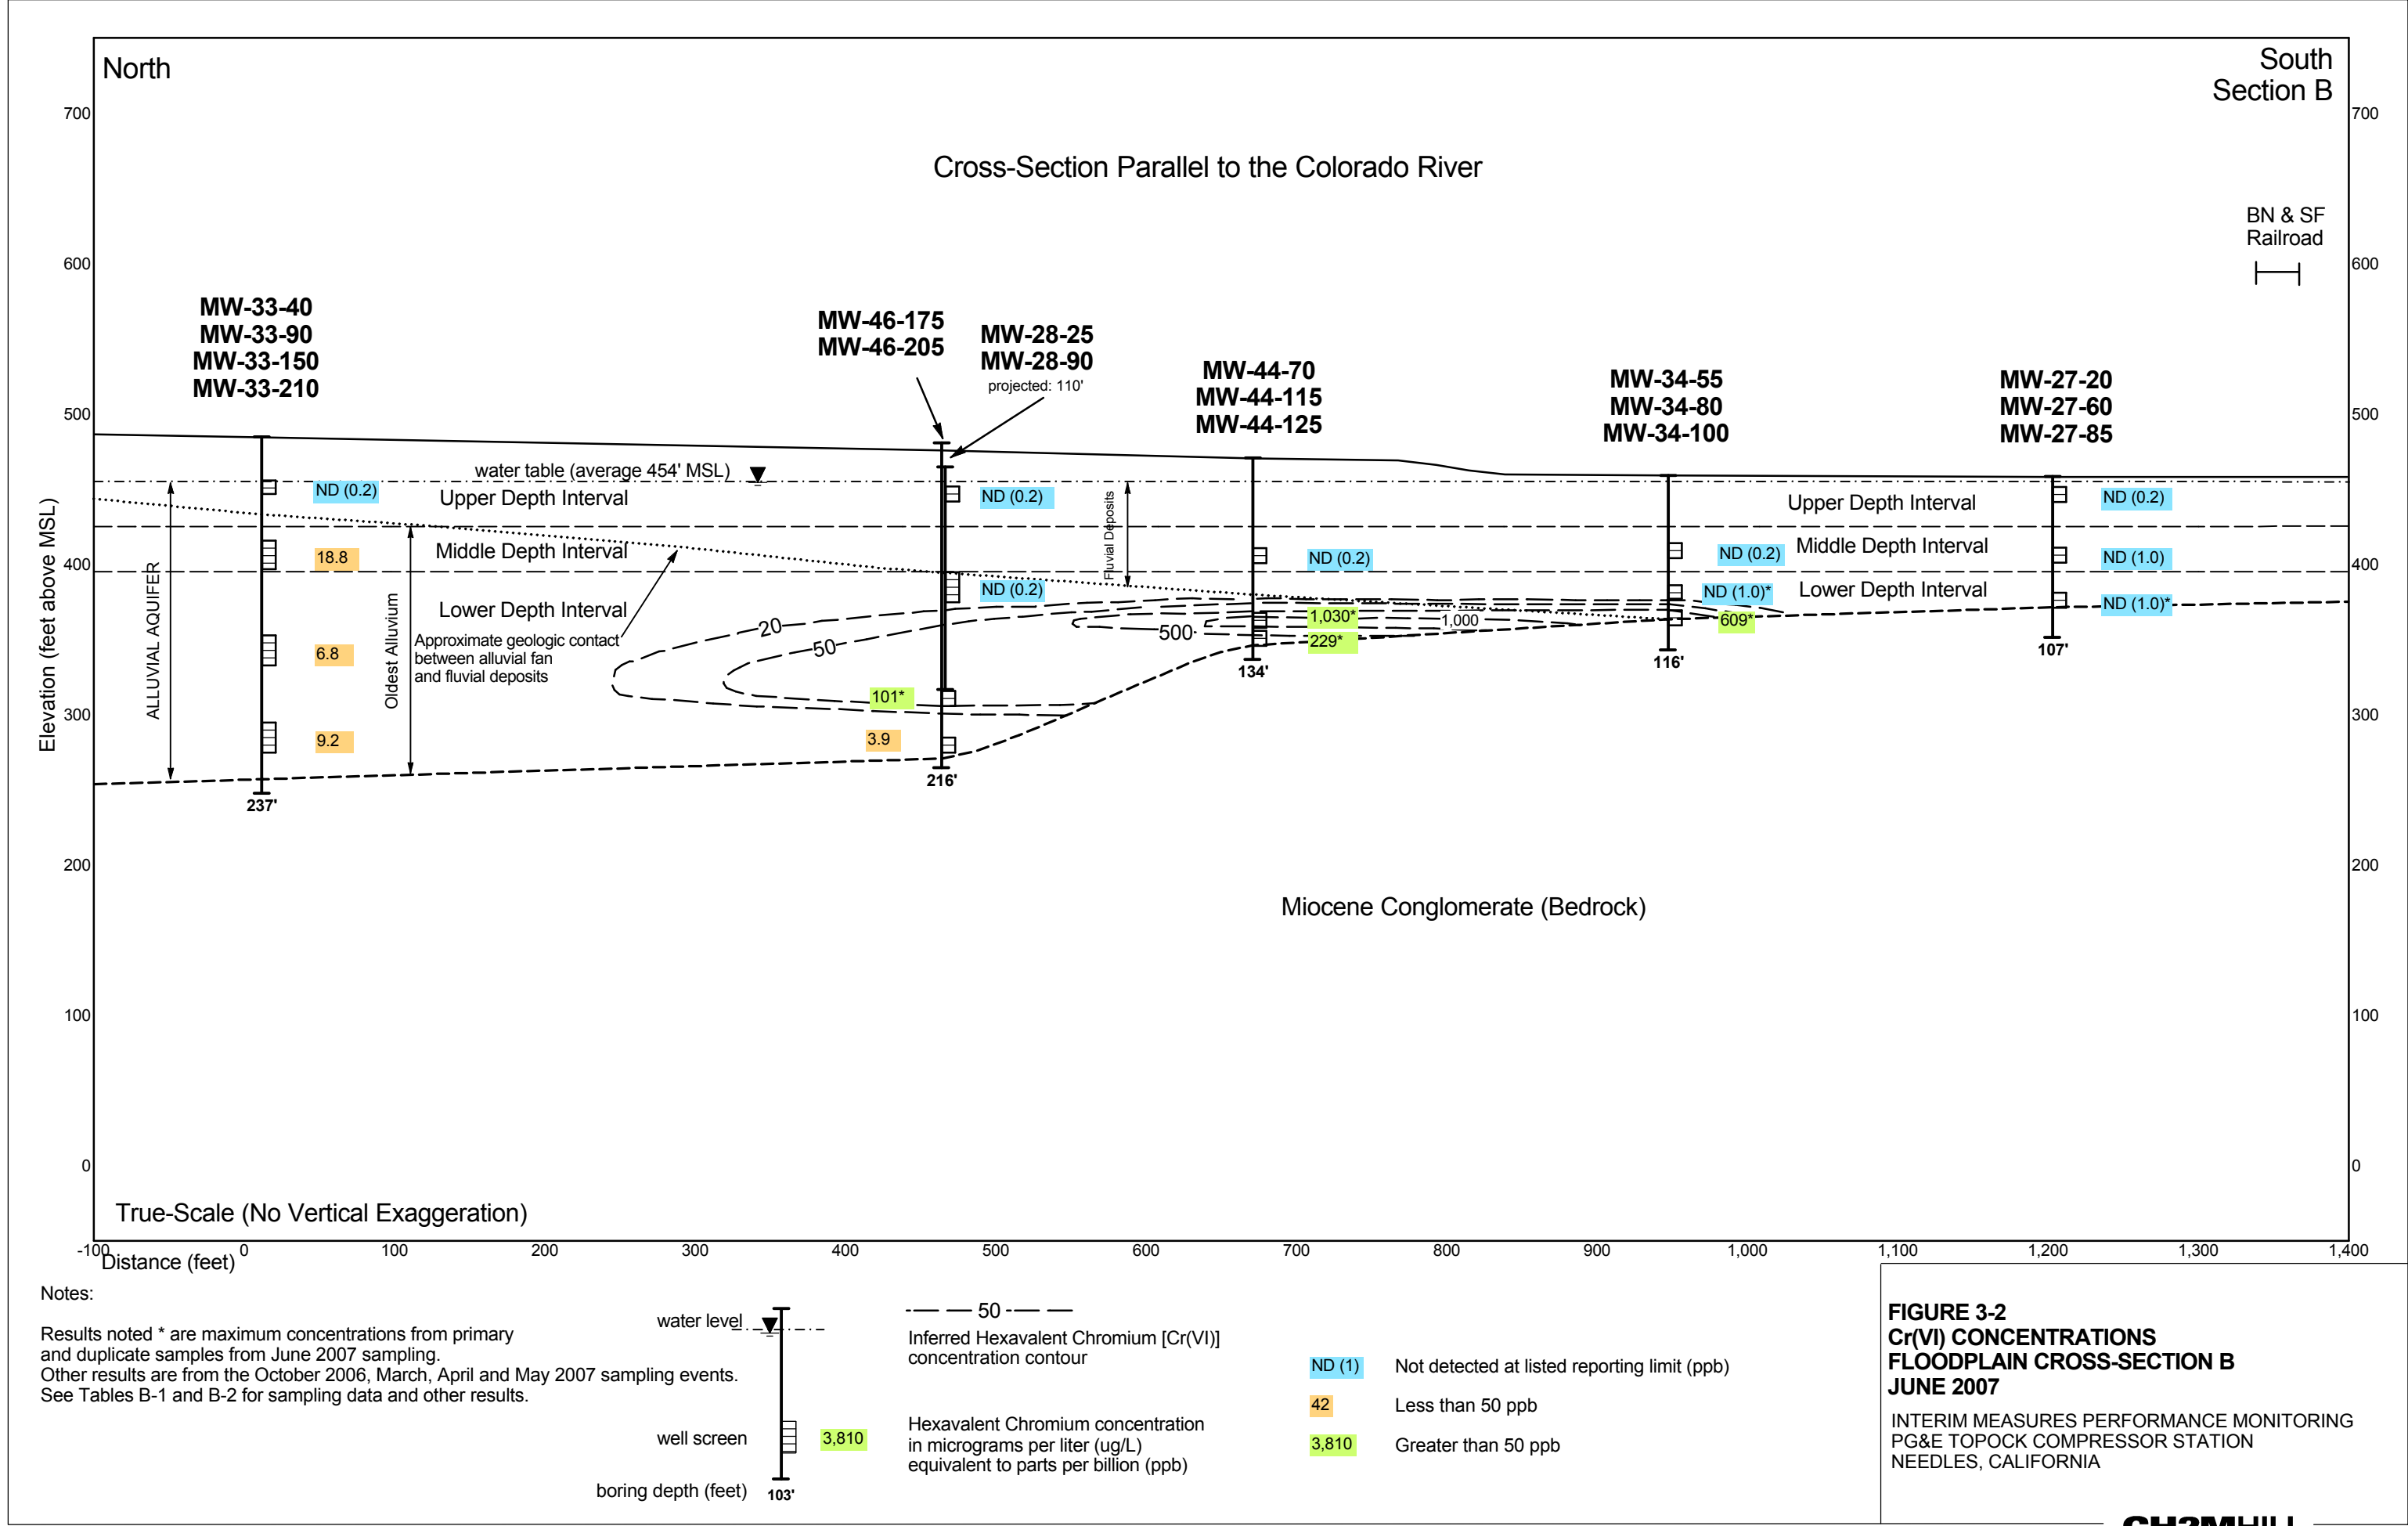 North
South
Section B
Cross-Section Parallel to the Colorado River
BN & SF
Railroad
700
600
500
400
300
200
100
0
700
600
500
400
300
200
100
0
Elevation (feet above MSL)
MW-33-40
MW-33-90
MW-33-150
MW-33-210
MW-46-175
MW-46-205
MW-28-25
MW-28-90
projected: 110'
MW-44-70
MW-44-115
MW-44-125
MW-34-55
MW-34-80
MW-34-100
MW-27-20
MW-27-60
MW-27-85
water table (average 454' MSL)
Upper Depth Interval
Middle Depth Interval
Lower Depth Interval
Approximate geologic contact
between alluvial fan
and fluvial deposits
ALLUVIAL AQUIFER
Oldest Alluvium
Fluvial Deposits
Upper Depth Interval
Middle Depth Interval
Lower Depth Interval
ND (0.2)
18.8
6.8
9.2
237'
ND (0.2)
ND (0.2)
101*
3.9
216'
20
50
500
1,000
ND (0.2)
1,030*
229*
134'
ND (0.2)
ND (1.0)*
609*
116'
ND (0.2)
ND (1.0)
ND (1.0)*
107'
Miocene Conglomerate (Bedrock)
True-Scale (No Vertical Exaggeration)
-100 0 100 200 300 400 500 600 700 800 900 1,000 1,100 1,200 1,300 1,400
Distance (feet)
Notes:
Results noted * are maximum concentrations from primary
and duplicate samples from June 2007 sampling.
Other results are from the October 2006, March, April and May 2007 sampling events.
See Tables B-1 and B-2 for sampling data and other results.
water level
well screen
3,810
boring depth (feet)
103'
50
Inferred Hexavalent Chromium [Cr(VI)]
concentration contour
Hexavalent Chromium concentration
in micrograms per liter (ug/L)
equivalent to parts per billion (ppb)
ND (1) Not detected at listed reporting limit (ppb)
42 Less than 50 ppb
3,810 Greater than 50 ppb
FIGURE 3-2
Cr(VI) CONCENTRATIONS
FLOODPLAIN CROSS-SECTION B
JUNE 2007
INTERIM MEASURES PERFORMANCE MONITORING
PG&E TOPOCK COMPRESSOR STATION
NEEDLES, CALIFORNIA
CH2MHILL